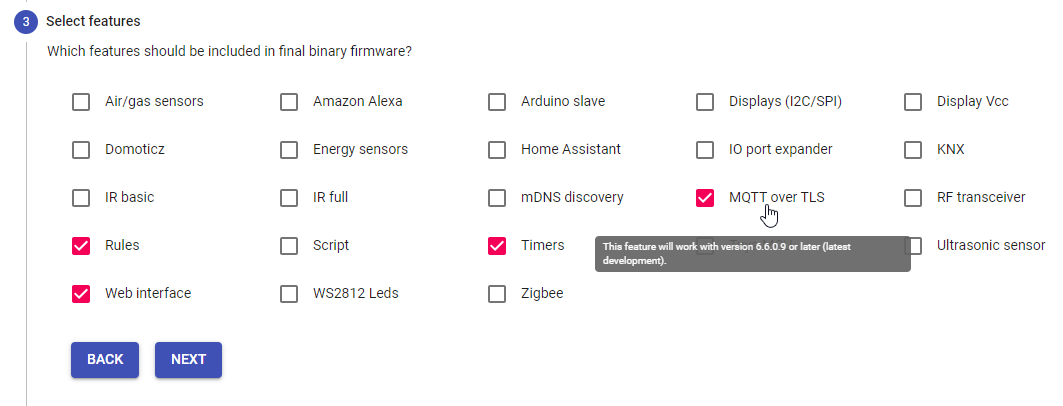 3 Select features
Which features should be included in final binary firmware?
Air/gas sensors Amazon Alexa Arduino slave Displays (I2C/SPI) Display Vcc
Domoticz Energy sensors Home Assistant IO port expander KNX
IR basic IR full mDNS discovery MQTT over TLS RF transceiver
Rules Script Timers Ultrasonic sensor
This feature will work with version 6.6.0.9 or later (latest
development).
Web interface WS2812 Leds Zigbee
BACK NEXT